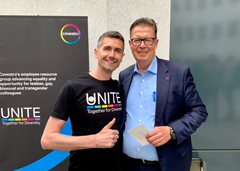 covestro
Covestro's employee resource
group advancing equality and
opportunity for lesbian, gay,
bisexual and transgender
colleagues
UNITE
Together for Diversity
UNITE
Together for Diversity